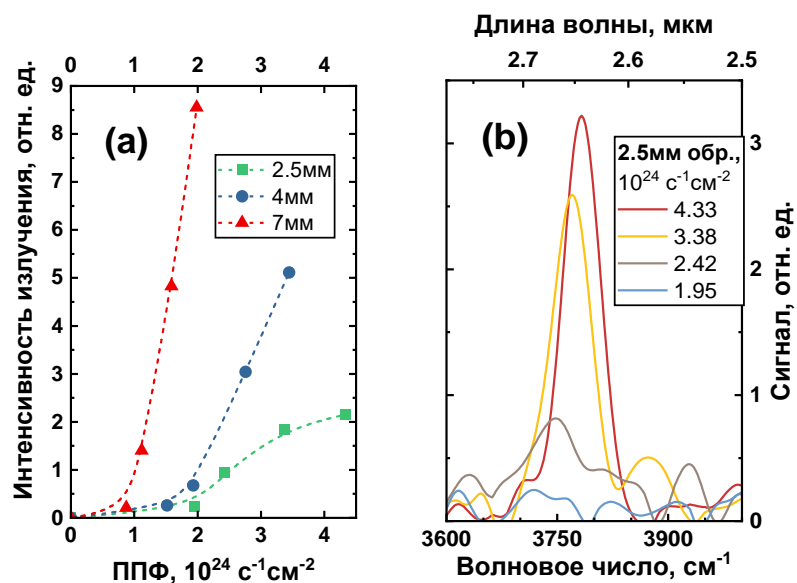 0 1 2 3 4
Интенсивность излучения, отн. ед.
9
8
7
6
5
4
3
2
1
0
(a)
2.5мм
4мм
7мм
0 1 2 3 4
ППФ, 10²⁴ с⁻¹см⁻²
Длина волны, мкм
2.7 2.6 2.5
(b)
2.5мм обр.,
10²⁴ с⁻¹см⁻²
4.33
3.38
2.42
1.95
3
2
1
0
Сигнал, отн. ед.
3600 3750 3900
Волновое число, см⁻¹